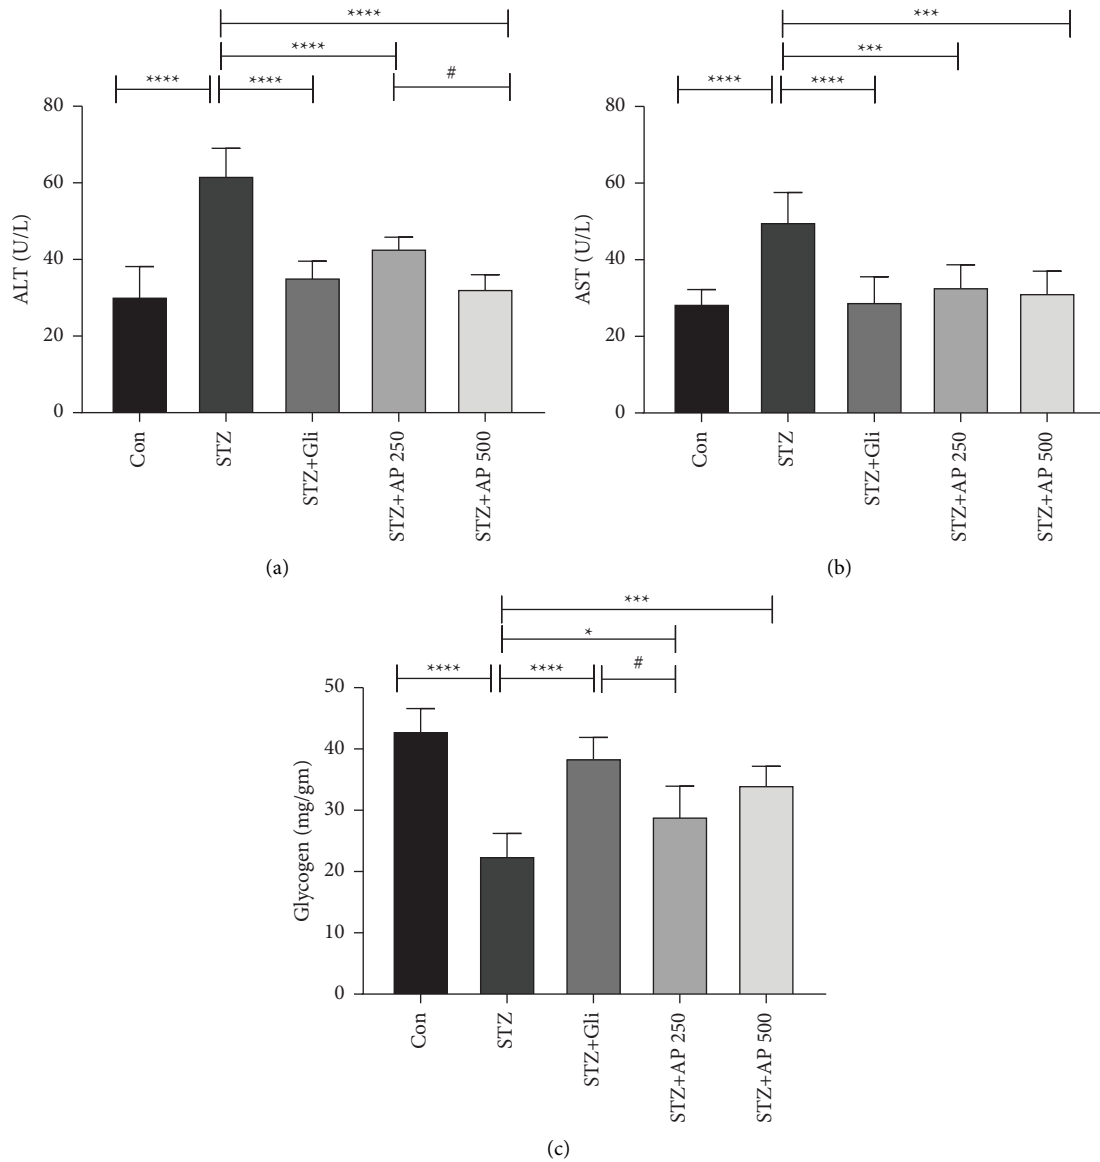 ****
****
****
****
#
80
60
40
20
0
ALT (U/L)
Con
STZ
STZ+Gli
STZ+AP 250
STZ+AP 500
(a)
***
***
****
****
80
60
40
20
0
AST (U/L)
Con
STZ
STZ+Gli
STZ+AP 250
STZ+AP 500
(b)
***
*
****
****
#
50
40
30
20
10
0
Glycogen (mg/gm)
Con
STZ
STZ+Gli
STZ+AP 250
STZ+AP 500
(c)